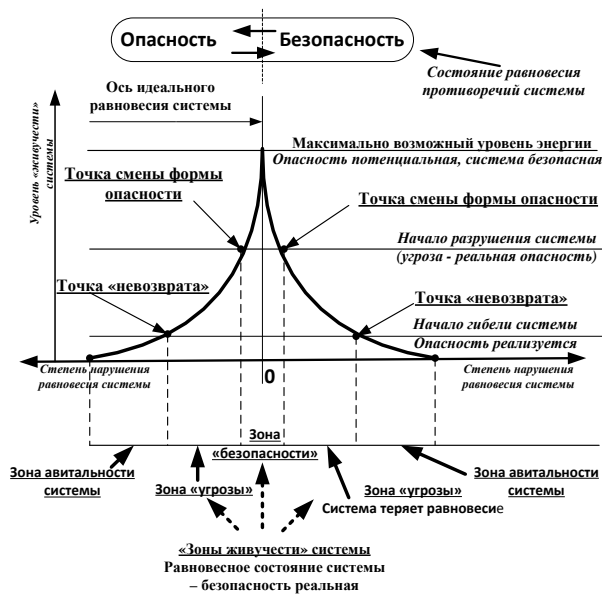 Опасность
Безопасность
Состояние равновесия
противоречий системы
Ось идеального
равновесия системы
Уровень «живучести»
системы
Максимально возможный уровень энергии
Опасность потенциальная, система безопасная
Точка смены формы
опасности
Точка смены формы опасности
Начало разрушения системы
(угроза - реальная опасность)
Точка «невозврата»
Точка «невозврата»
Начало гибели системы
Опасность реализуется
Степень нарушения
равновесия системы
0
Степень нарушения
равновесия системы
Зона
«безопасности»
Зона авитальности
системы
Зона «угрозы»
Зона «угрозы»
Система теряет равновесие
Зона авитальности
системы
«Зоны живучести» системы
Равновесное состояние системы
– безопасность реальная